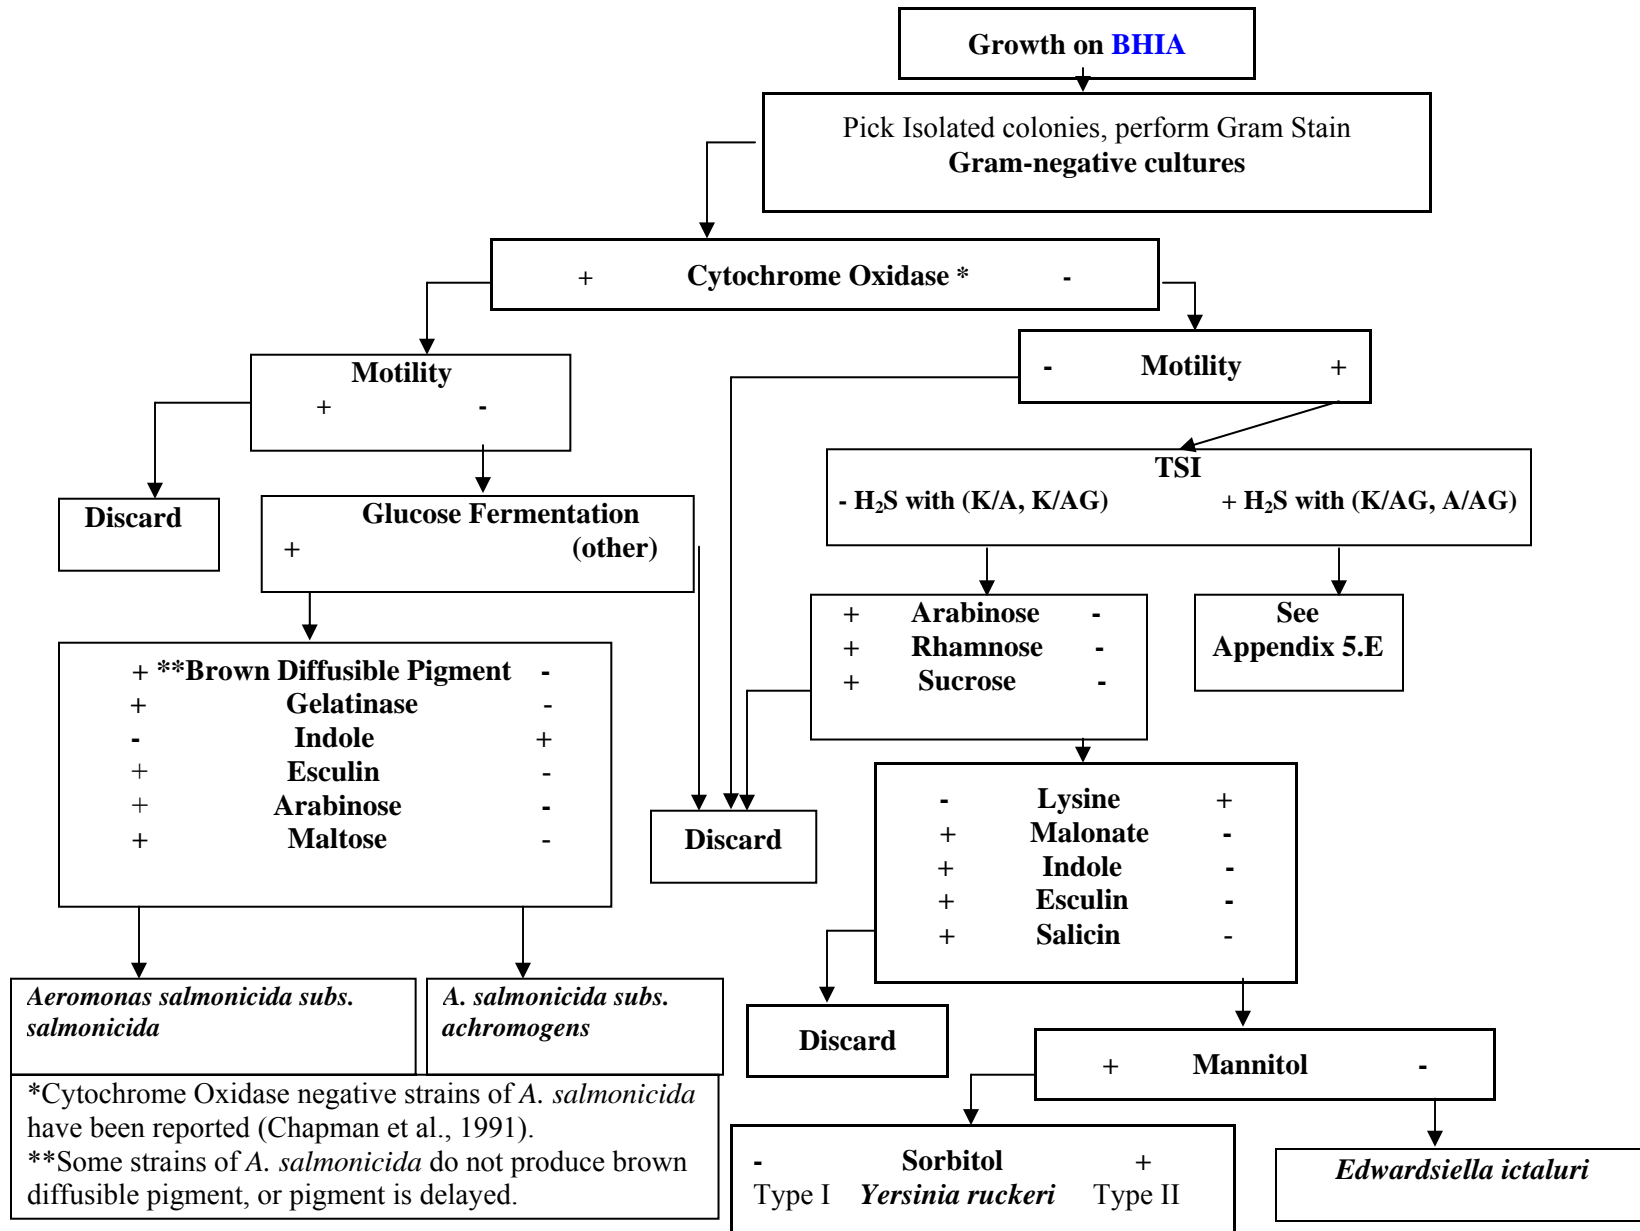 Growth on BHIA
Pick Isolated colonies, perform Gram Stain
Gram-negative cultures
+ Cytochrome Oxidase * -
Motility
+ -
- Motility +
Discard
Glucose Fermentation
+ (other)
TSI
- H₂S with (K/A, K/AG) + H₂S with (K/AG, A/AG)
+ **Brown Diffusible Pigment -
+ Gelatinase -
- Indole +
+ Esculin -
+ Arabinose -
+ Maltose -
+ Arabinose -
+ Rhamnose -
+ Sucrose -
See
Appendix 5.E
Discard
- Lysine +
+ Malonate -
+ Indole -
+ Esculin -
+ Salicin -
Aeromonas salmonicida subs.
salmonicida
A. salmonicida subs.
achromogens
Discard
+ Mannitol -
*Cytochrome Oxidase negative strains of A. salmonicida
have been reported (Chapman et al., 1991).
**Some strains of A. salmonicida do not produce brown
diffusible pigment, or pigment is delayed.
- Sorbitol +
Type I Yersinia ruckeri Type II
Edwardsiella ictaluri